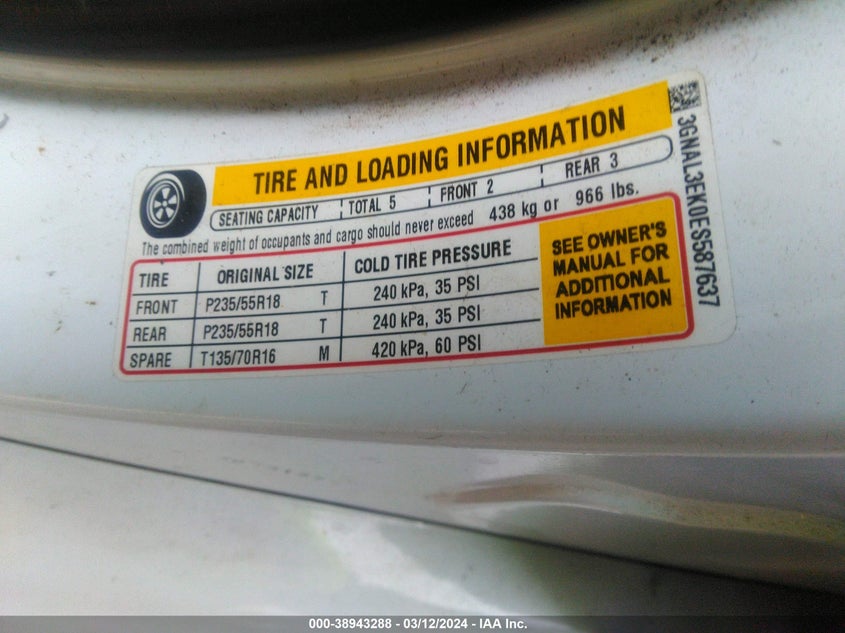 TIRE AND LOADING INFORMATION
SEATING CAPACITY TOTAL 5 FRONT 2 REAR 3
The combined weight of occupants and cargo should never exceed 438 kg or 966 lbs.
TIRE ORIGINAL SIZE COLD TIRE PRESSURE
FRONT P235/55R18 T 240 kPa, 35 PSI
REAR P235/55R18 T 240 kPa, 35 PSI
SPARE T135/70R16 M 420 kPa, 60 PSI
SEE OWNER'S
MANUAL FOR
ADDITIONAL
INFORMATION
3GNAL3EK0ES587637
000-38943288 - 03/12/2024 - IAA Inc.